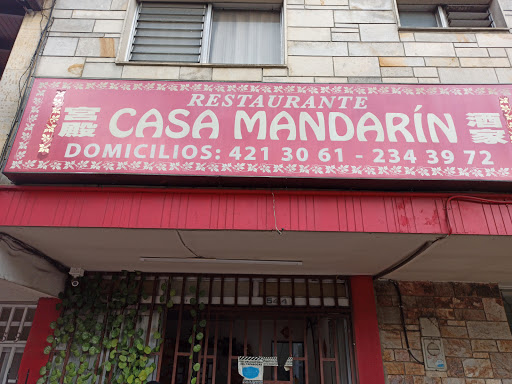 RESTAURANTE
宮殿 CASA MANDARÍN 酒家
DOMICILIOS: 421 30 61 - 234 39 72